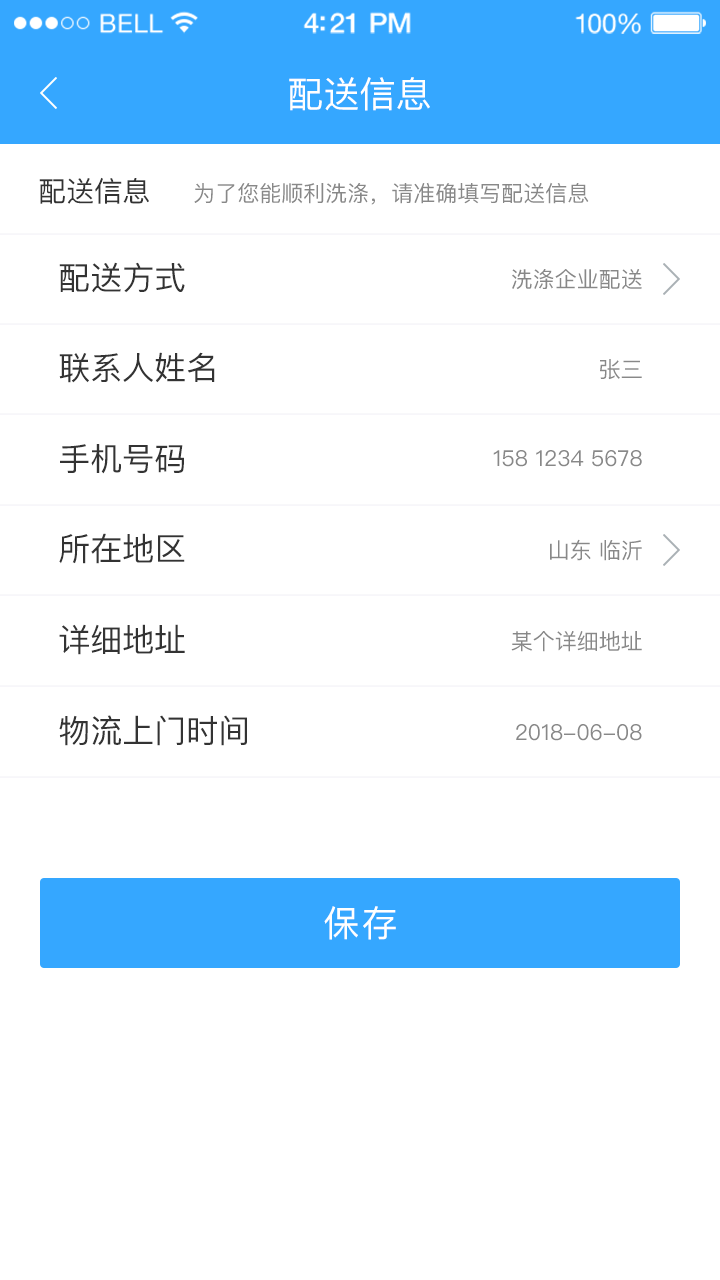 BELL 4:21 PM 100%
配送信息
配送信息 为了您能顺利洗涤，请准确填写配送信息
配送方式 洗涤企业配送
联系人姓名 张三
手机号码 158 1234 5678
所在地区 山东 临沂
详细地址 某个详细地址
物流上门时间 2018-06-08
保存